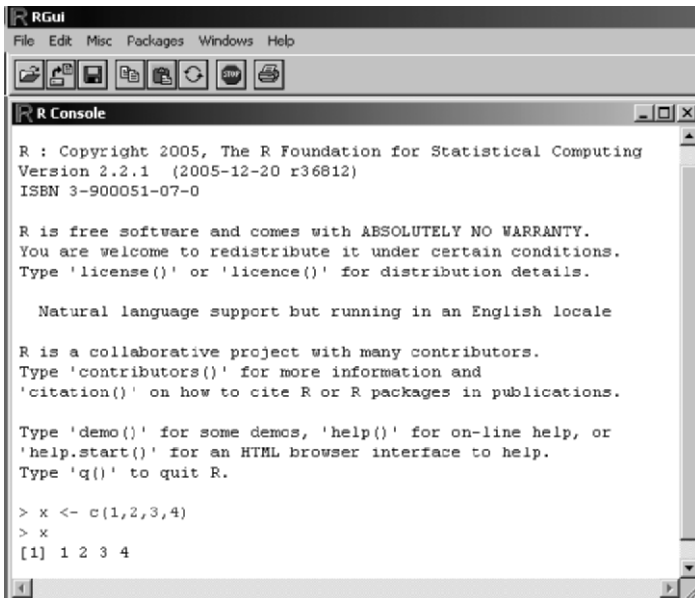 RGui
File Edit Misc Packages Windows Help
STOP
R Console
R : Copyright 2005, The R Foundation for Statistical Computing
Version 2.2.1 (2005-12-20 r36812)
ISBN 3-900051-07-0
R is free software and comes with ABSOLUTELY NO WARRANTY.
You are welcome to redistribute it under certain conditions.
Type 'license()' or 'licence()' for distribution details.
Natural language support but running in an English locale
R is a collaborative project with many contributors.
Type 'contributors()' for more information and
'citation()' on how to cite R or R packages in publications.
Type 'demo()' for some demos, 'help()' for on-line help, or
'help.start()' for an HTML browser interface to help.
Type 'q()' to quit R.
> x <- c(1,2,3,4)
> x
[1] 1 2 3 4